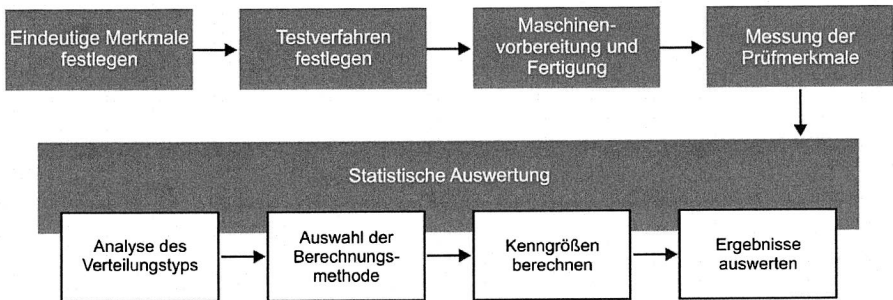 Eindeutige Merkmale
festlegen
Testverfahren
festlegen
Maschinen-
vorbereitung und
Fertigung
Messung der
Prüfmerkmale
Statistische Auswertung
Analyse des
Verteilungstyps
Auswahl der
Berechnungs-
methode
Kenngrößen
berechnen
Ergebnisse
auswerten